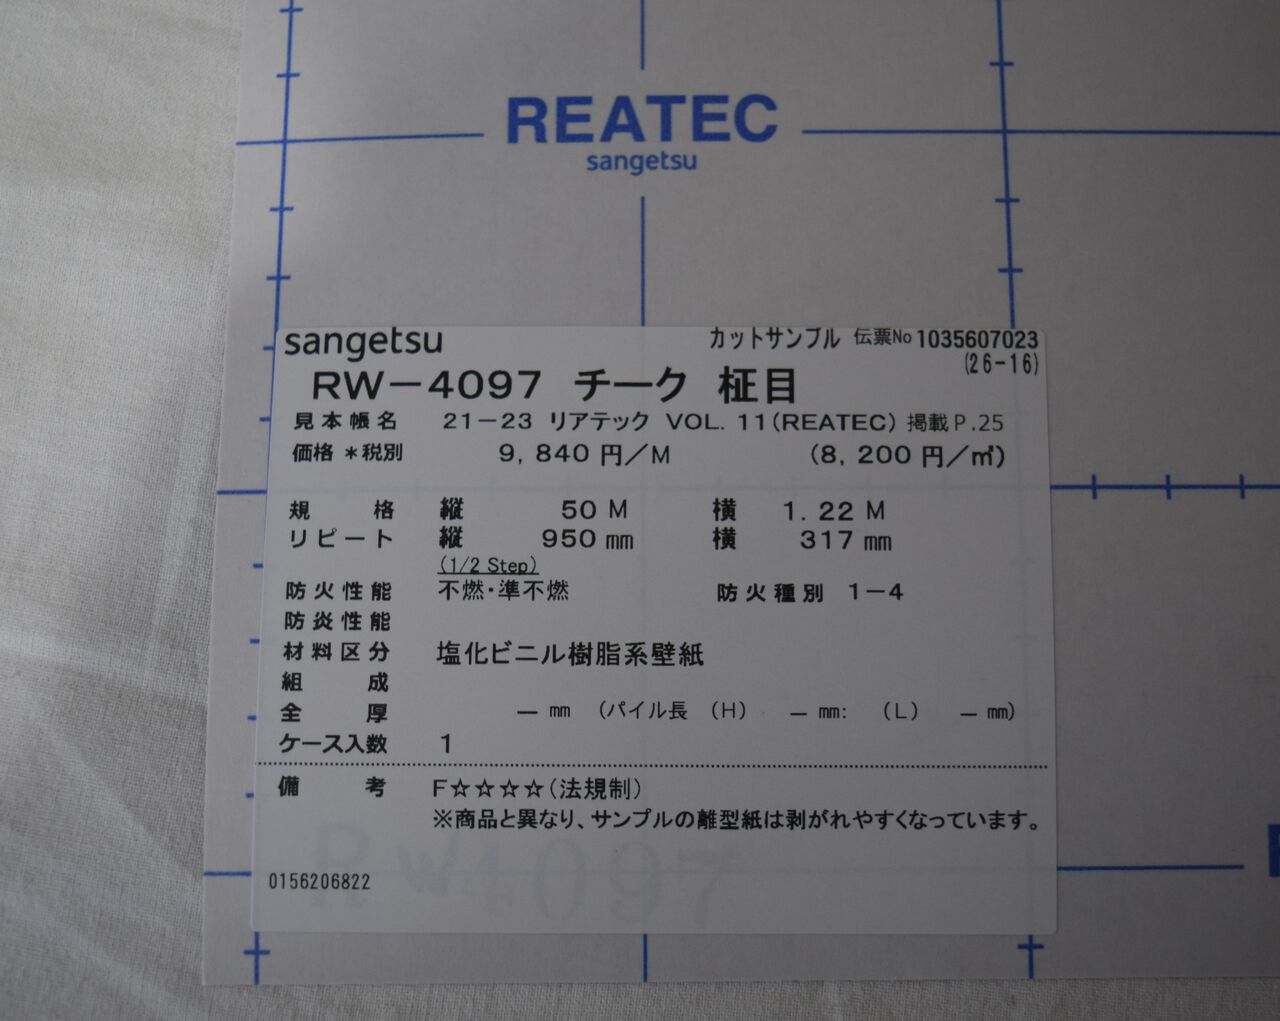 REATEC
sangetsu
sangetsu カットサンプル 伝票No 1035607023
(26-16)
RW-4097 チーク 柾目
見本帳名 21-23 リアテック VOL. 11(REATEC) 掲載P.25
価格 *税別 9,840 円/M (8,200 円/㎡)
規格 縦 50 M 横 1.22 M
リピート 縦 950 mm 横 317 mm
(1/2 Step)
防火性能 不燃・準不燃 防火種別 1-4
防炎性能
材料区分 塩化ビニル樹脂系壁紙
組成
全厚 - mm (パイル長 (H) - mm: (L) - mm)
ケース入数 1
備考 F☆☆☆☆(法規制)
※商品と異なり、サンプルの離型紙は剥がれやすくなっています。
RW4097
0156206822